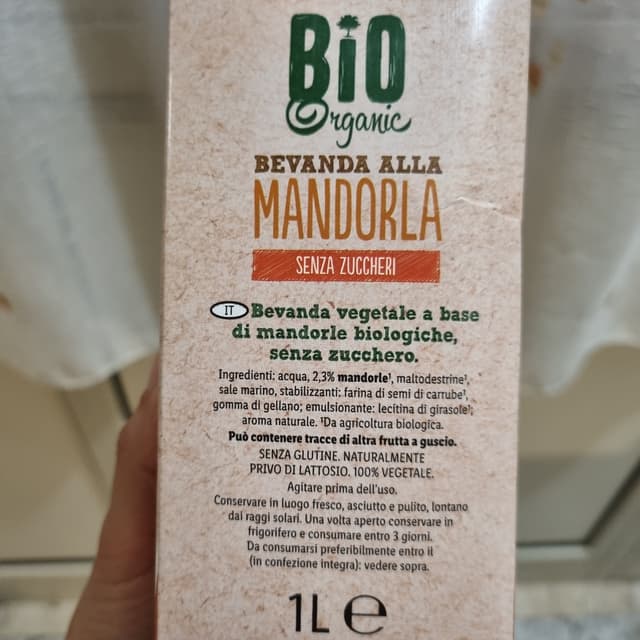 BIO
Organic
BEVANDA ALLA
MANDORLA
SENZA ZUCCHERI
IT Bevanda vegetale a base
di mandorle biologiche,
senza zucchero.
Ingredienti: acqua, 2,3% mandorle¹, maltodestrine¹,
sale marino, stabilizzanti: farina di semi di carrube¹,
gomma di gellano; emulsionante: lecitina di girasole¹;
aroma naturale. ¹Da agricoltura biologica.
Può contenere tracce di altra frutta a guscio.
SENZA GLUTINE. NATURALMENTE
PRIVO DI LATTOSIO. 100% VEGETALE.
Agitare prima dell'uso.
Conservare in luogo fresco, asciutto e pulito, lontano
dai raggi solari. Una volta aperto conservare in
frigorifero e consumare entro 3 giorni.
Da consumarsi preferibilmente entro il
(in confezione integra): vedere sopra.
1L ℮